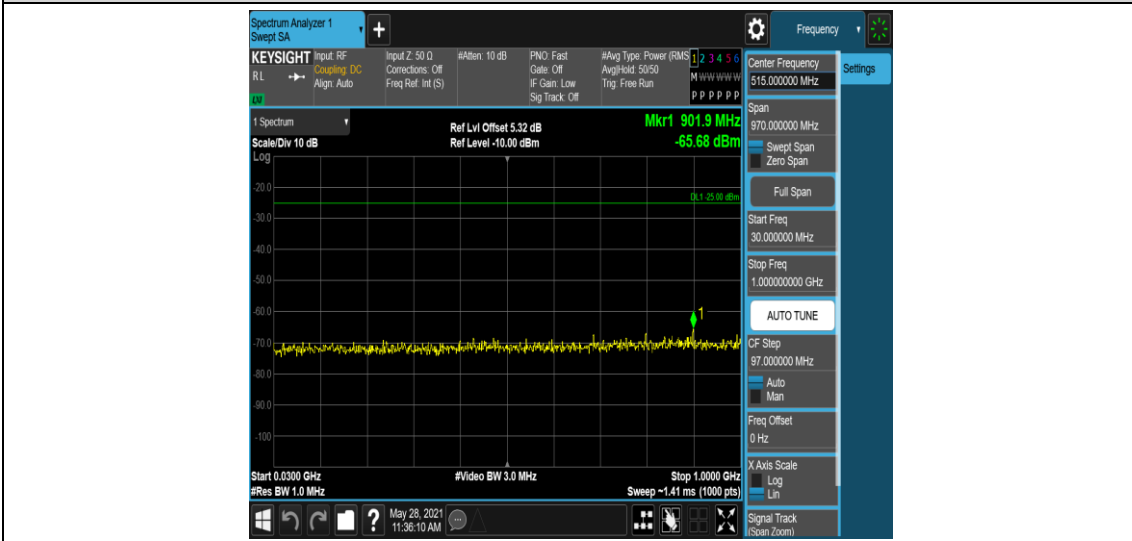 Spectrum Analyzer 1
Swept SA
+
Frequency
KEYSIGHT
RL
LXI
Input: RF
Coupling: DC
Align: Auto
Input Z: 50 Ω
Corrections: Off
Freq Ref: Int (S)
#Atten: 10 dB
PNO: Fast
Gate: Off
IF Gain: Low
Sig Track: Off
#Avg Type: Power (RMS
Avg|Hold: 50/50
Trig: Free Run
1 2 3 4 5 6
M W W W W W
P P P P P P
Center Frequency
515.000000 MHz
Settings
1 Spectrum
Scale/Div 10 dB
Log
Ref Lvl Offset 5.32 dB
Ref Level -10.00 dBm
Mkr1 901.9 MHz
-65.68 dBm
Span
970.000000 MHz
Swept Span
Zero Span
Full Span
Start Freq
30.000000 MHz
Stop Freq
1.000000000 GHz
AUTO TUNE
CF Step
97.000000 MHz
Auto
Man
Freq Offset
0 Hz
X Axis Scale
Log
Lin
Signal Track
(Span Zoom)
DL1 -25.00 dBm
-20.0
-30.0
-40.0
-50.0
-60.0
-70.0
-80.0
-90.0
-100
1
Start 0.0300 GHz
#Res BW 1.0 MHz
#Video BW 3.0 MHz
Stop 1.0000 GHz
Sweep ~1.41 ms (1000 pts)
?
May 28, 2021
11:36:10 AM